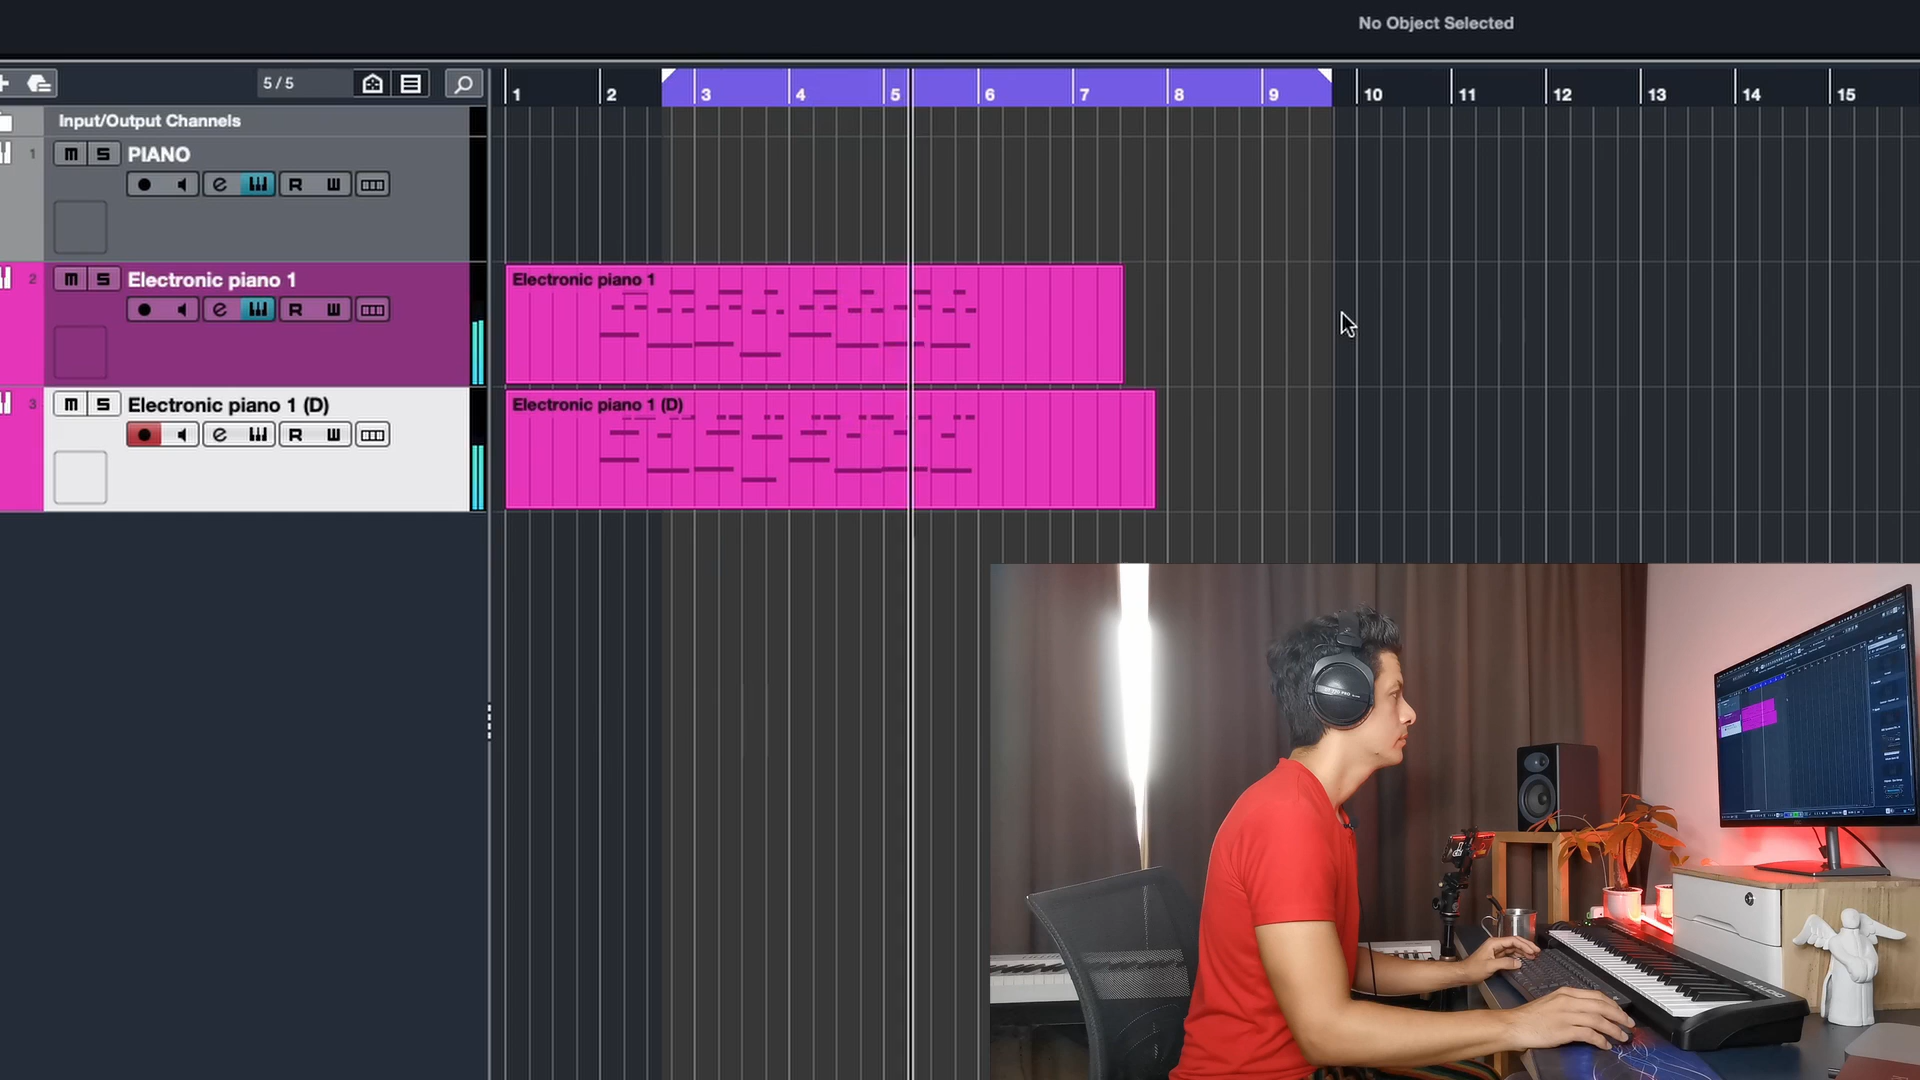 No Object Selected
5 / 5
1 2 3 4 5 6 7 8 9 10 11 12 13 14 15
Input/Output Channels
1 M S PIANO
e R W
2 M S Electronic piano 1
e R W
Electronic piano 1
3 M S Electronic piano 1 (D)
e R W
Electronic piano 1 (D)
M-AUDIO